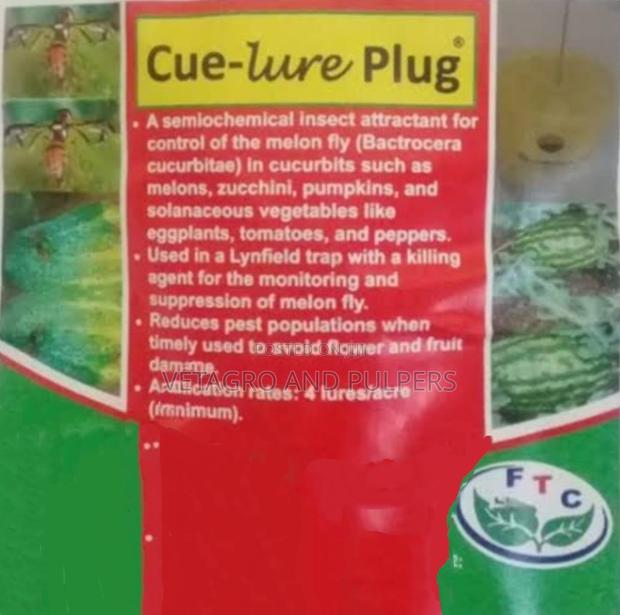 Cue-lure Plug®
• A semiochemical insect attractant for
control of the melon fly (Bactrocera
cucurbitae) in cucurbits such as
melons, zucchini, pumpkins, and
solanaceous vegetables like
eggplants, tomatoes, and peppers.
• Used in a Lynfield trap with a killing
agent for the monitoring and
suppression of melon fly.
• Reduces pest populations when
timely used to avoid flower and fruit
damage.
VETAGRO AND PULPERS
• Application rates: 4 lures/acre
(minimum).
FTC